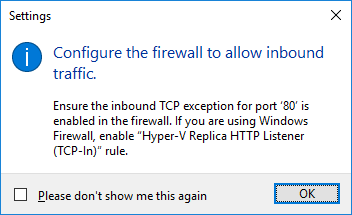 Settings
Configure the firewall to allow inbound
traffic.
Ensure the inbound TCP exception for port ‘80’ is
enabled in the firewall. If you are using Windows
Firewall, enable “Hyper-V Replica HTTP Listener
(TCP-In)” rule.
Please don't show me this again
OK